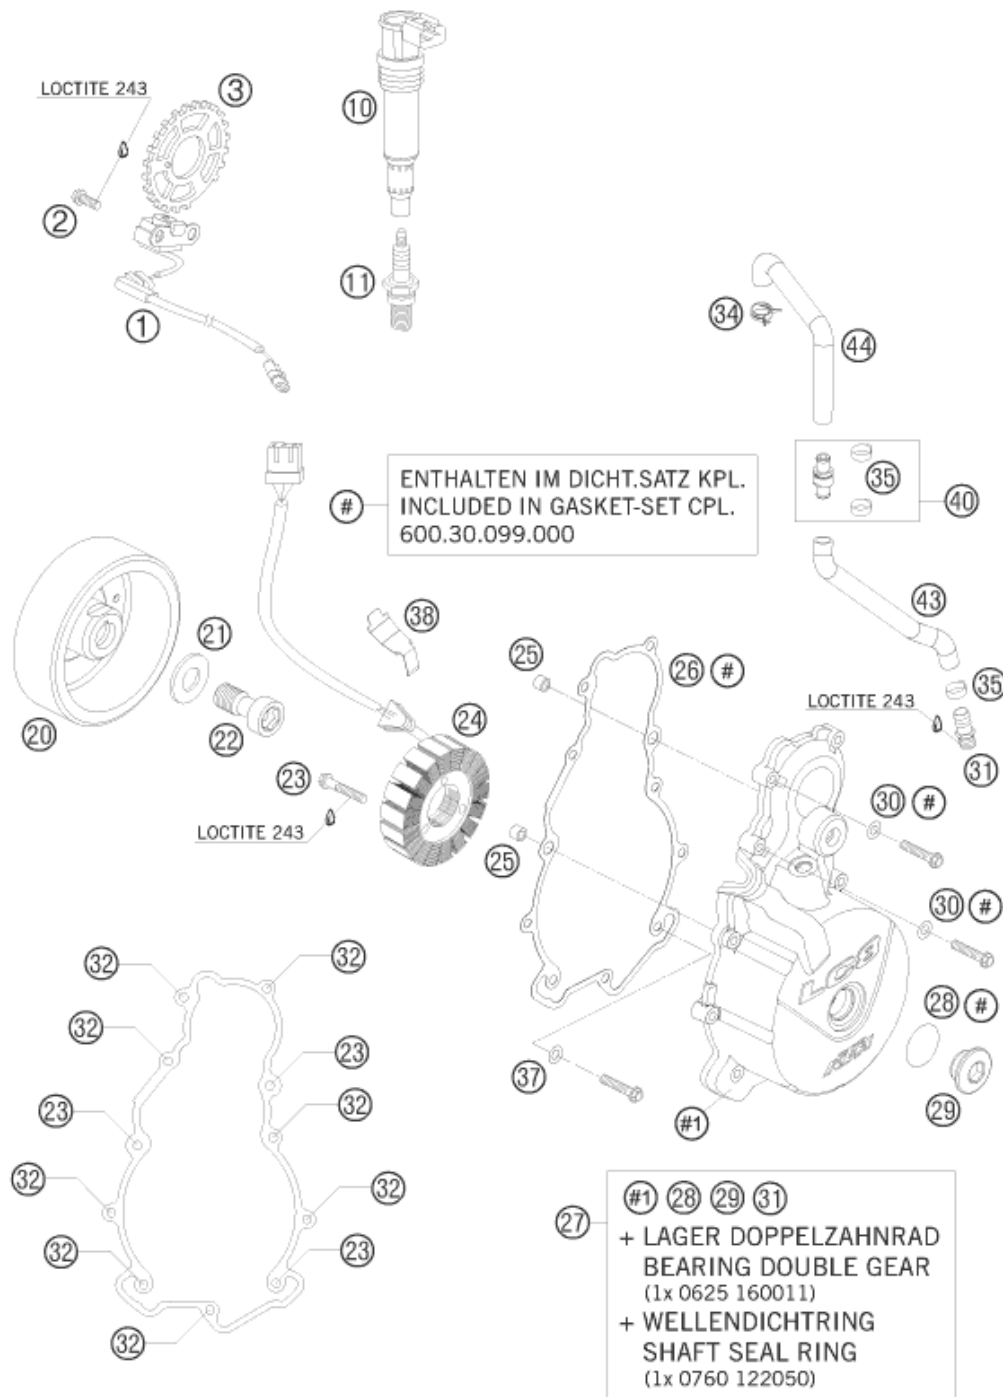 LOCTITE 243
3
10
2
11
1
34
44
35
40
ENTHALTEN IM DICHT.SATZ KPL.
# INCLUDED IN GASKET-SET CPL.
600.30.099.000
43
38
21
25
26 #
35
20
22
24
LOCTITE 243
31
23
30 #
LOCTITE 243
25
30 #
32
32
LC8
28 #
32
23
37
KTM
29
23
32
#1
32
32
27
#1 28 29 31
32
23
+ LAGER DOPPELZAHNRAD
BEARING DOUBLE GEAR
(1x 0625 160011)
+ WELLENDICHTRING
32
SHAFT SEAL RING
(1x 0760 122050)